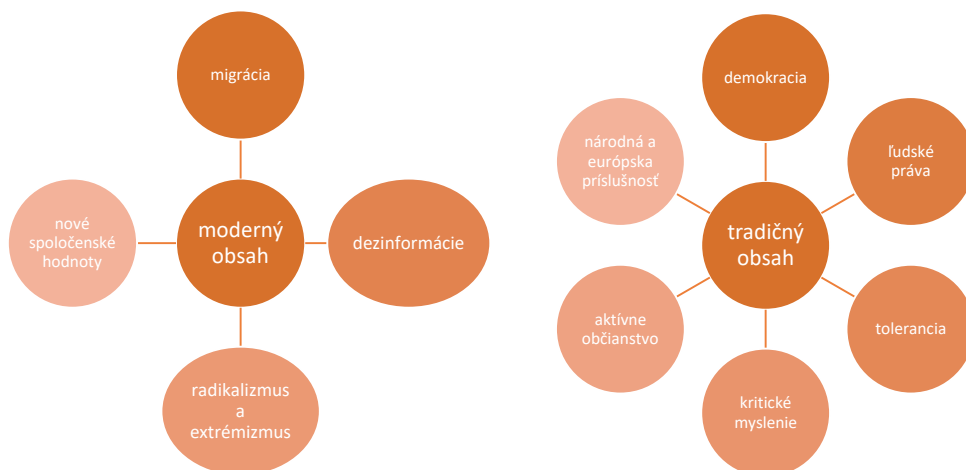 migrácia
nové
spoločenské
hodnoty
moderný
obsah
dezinformácie
radikalizmus
a
extrémizmus
demokracia
národná a
európska
príslušnosť
ľudské
práva
tradičný
obsah
aktívne
občianstvo
tolerancia
kritické
myslenie